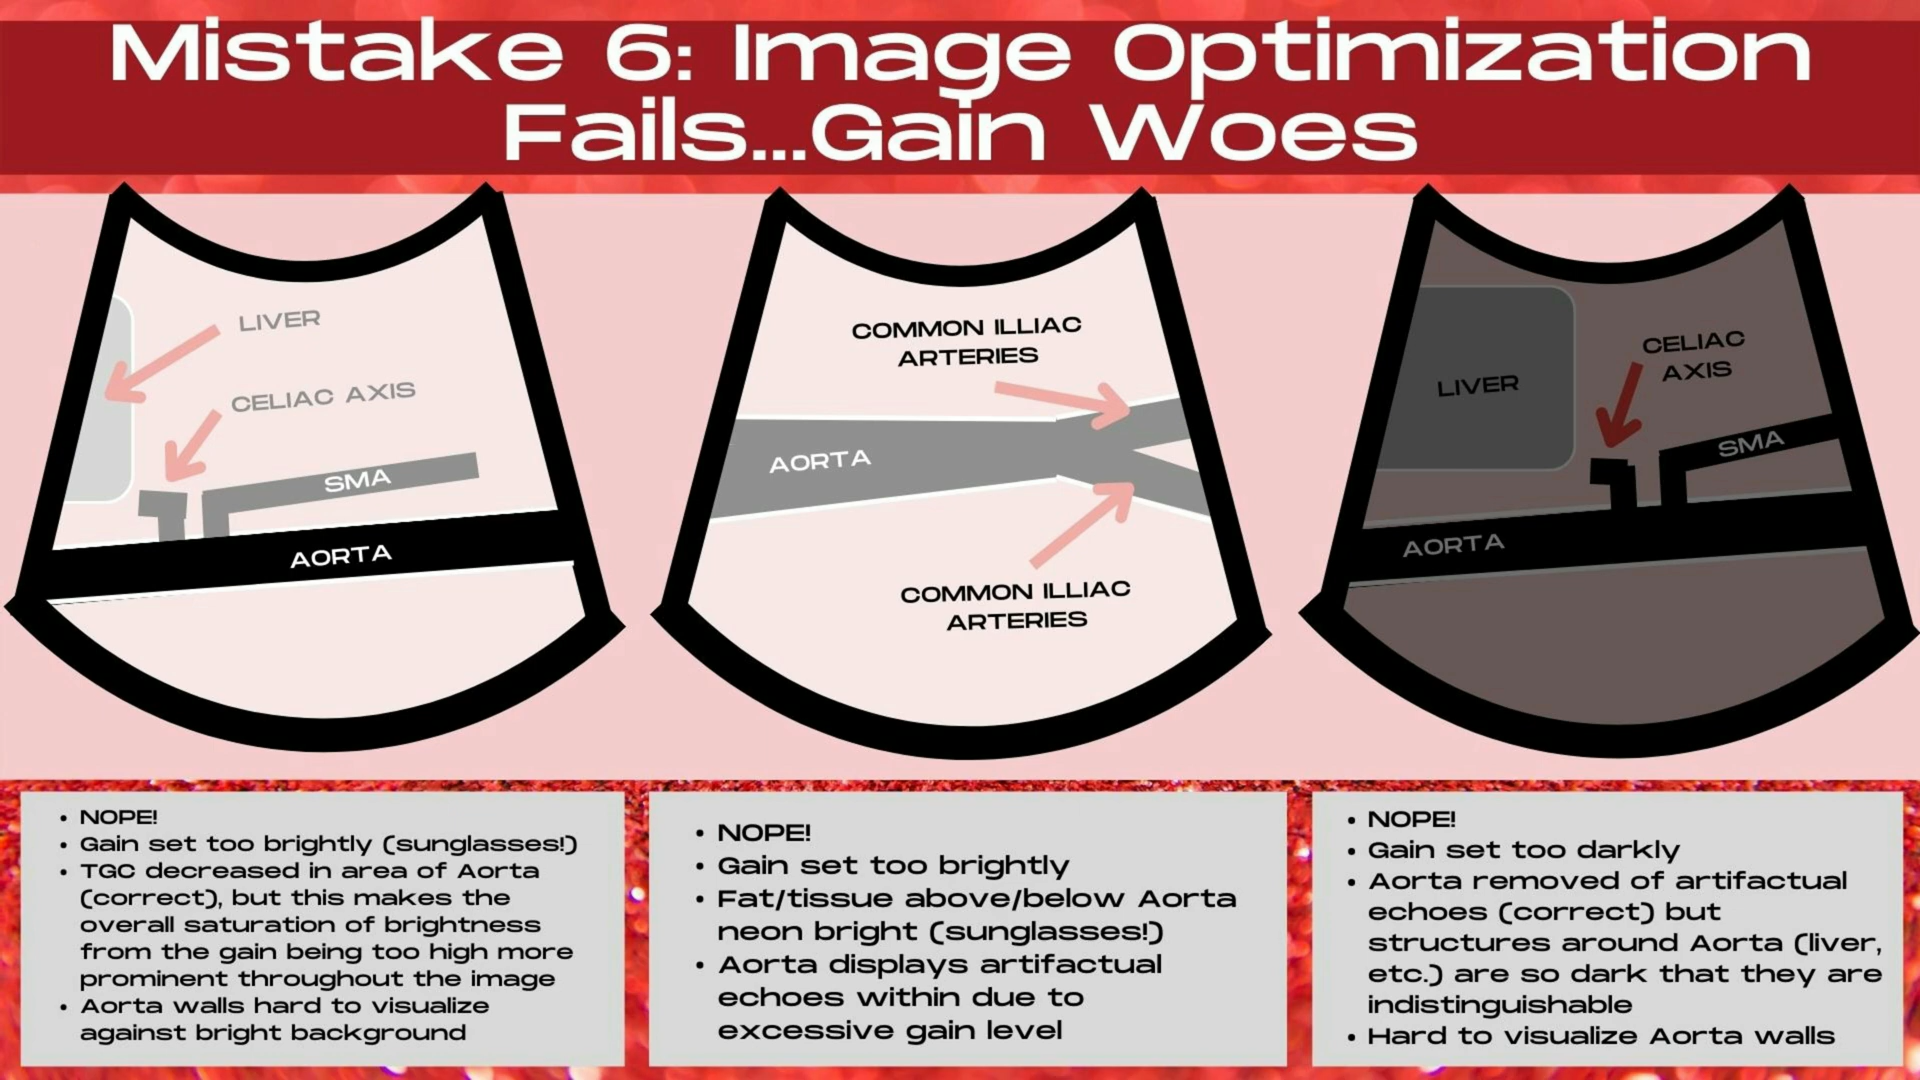 Mistake 6: Image Optimization
Fails...Gain Woes
LIVER
CELIAC AXIS
SMA
AORTA
COMMON ILLIAC
ARTERIES
AORTA
COMMON ILLIAC
ARTERIES
CELIAC
AXIS
LIVER
SMA
AORTA
• NOPE!
• Gain set too brightly (sunglasses!)
• TGC decreased in area of Aorta
(correct), but this makes the
overall saturation of brightness
from the gain being too high more
prominent throughout the image
• Aorta walls hard to visualize
against bright background
• NOPE!
• Gain set too brightly
• Fat/tissue above/below Aorta
neon bright (sunglasses!)
• Aorta displays artifactual
echoes within due to
excessive gain level
• NOPE!
• Gain set too darkly
• Aorta removed of artifactual
echoes (correct) but
structures around Aorta (liver,
etc.) are so dark that they are
indistinguishable
• Hard to visualize Aorta walls